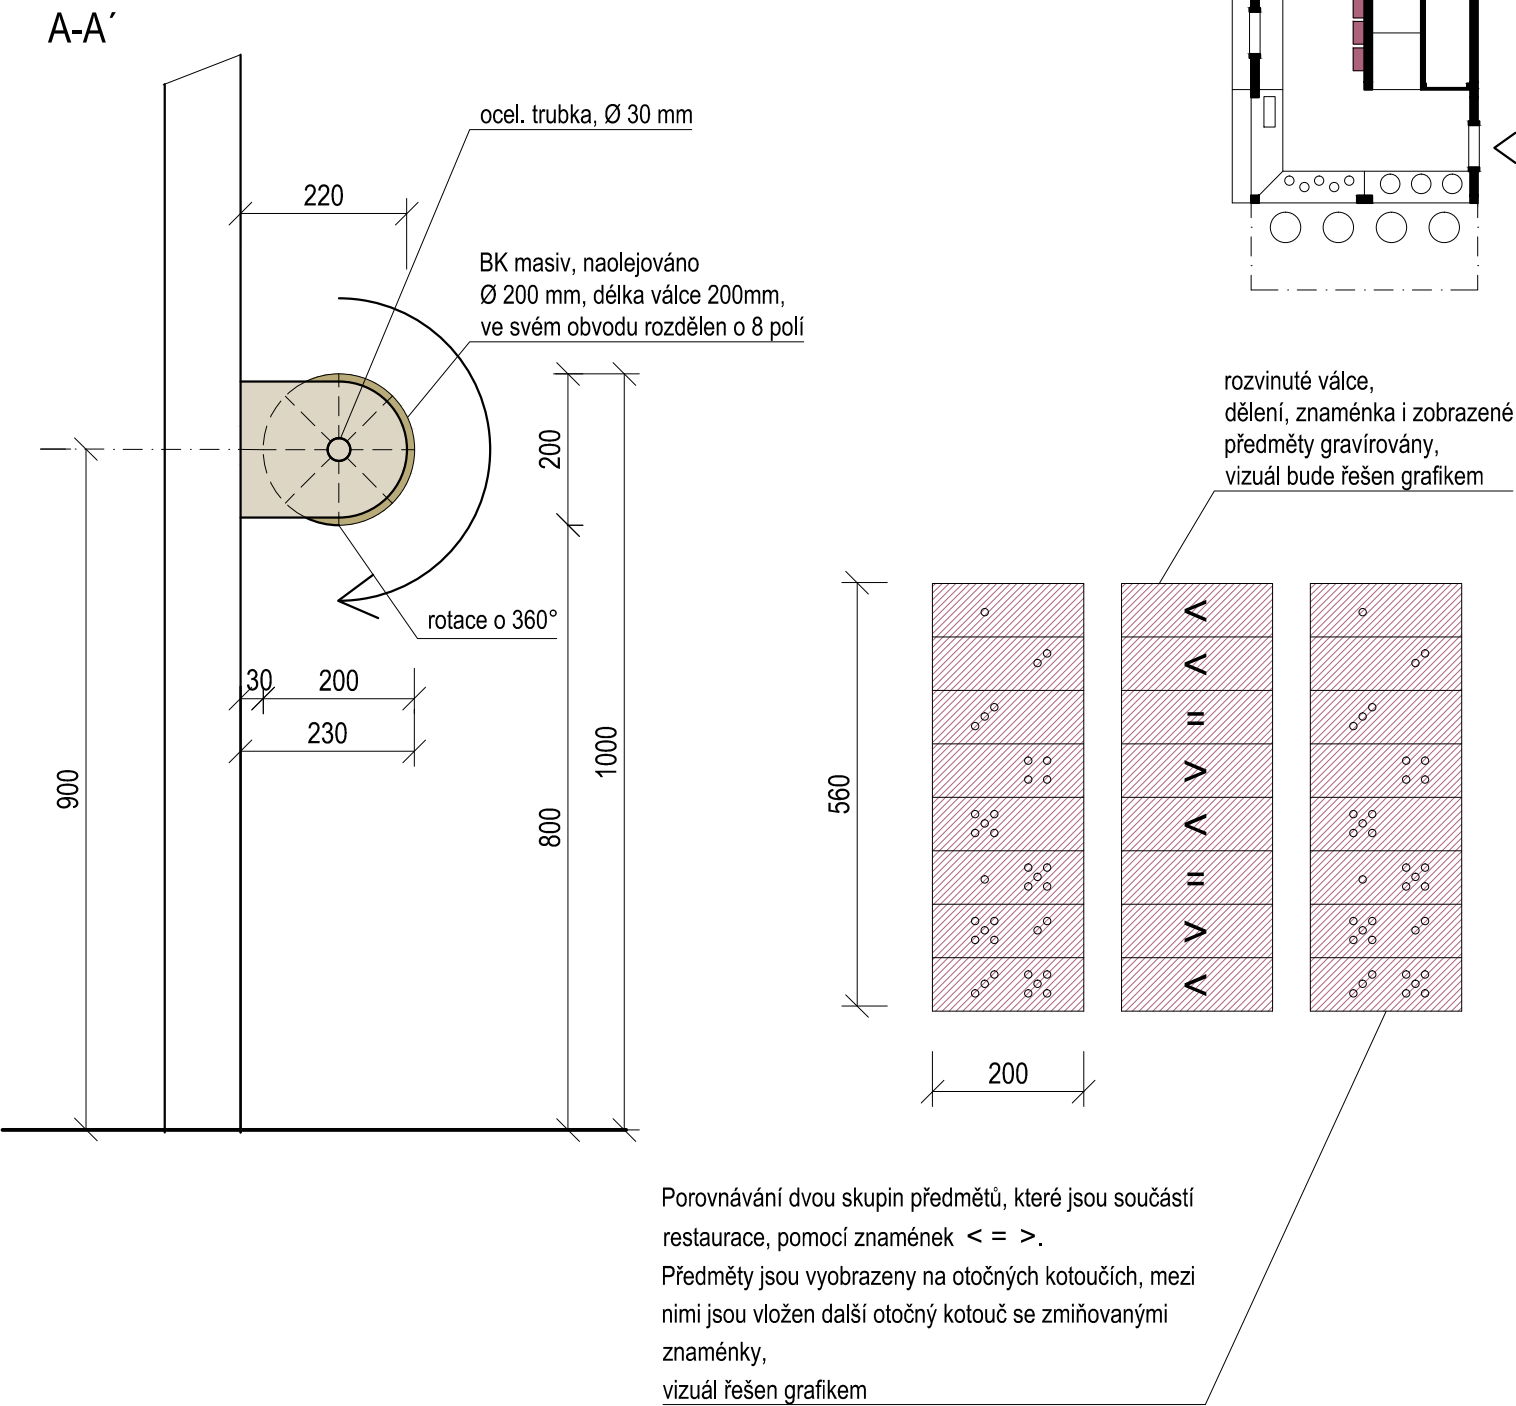 A-A´
ocel. trubka, Ø 30 mm
220
BK masiv, naolejováno
Ø 200 mm, délka válce 200mm,
ve svém obvodu rozdělen o 8 polí
200
rotace o 360°
30
200
230
900
800
1000
rozvinuté válce,
dělení, znaménka i zobrazené
předměty gravírovány,
vizuál bude řešen grafikem
560
<
<
=
>
<
=
>
<
200
Porovnávání dvou skupin předmětů, které jsou součástí
restaurace, pomocí znamének < = >.
Předměty jsou vyobrazeny na otočných kotoučích, mezi
nimi jsou vložen další otočný kotouč se zmiňovanými
znaménky,
vizuál řešen grafikem